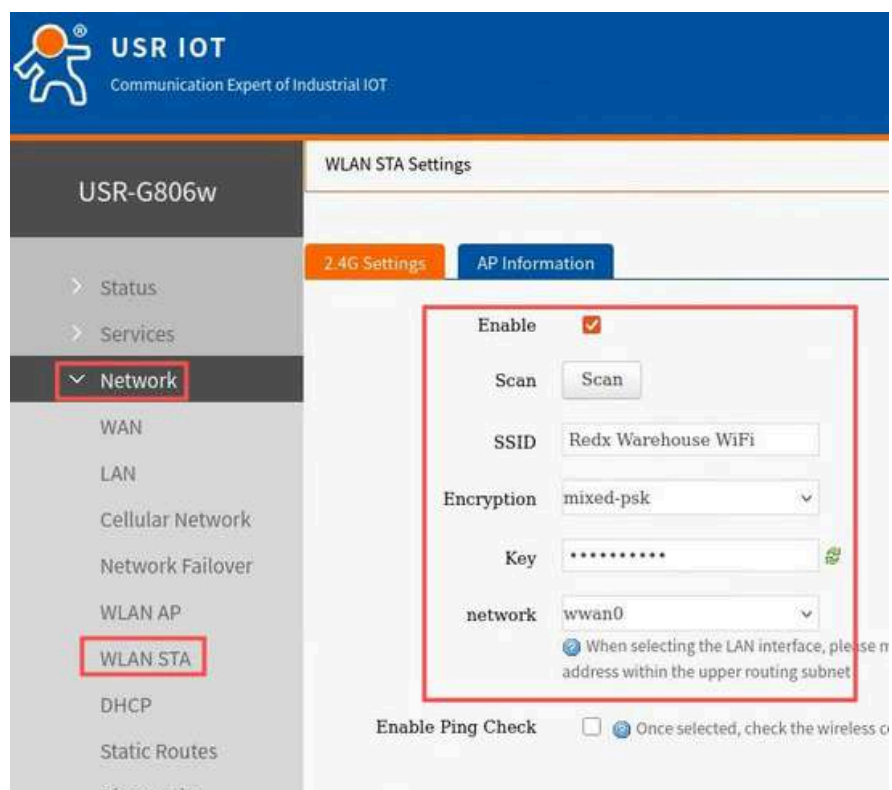 ®
USR IOT
Communication Expert of Industrial IOT
USR-G806w
Status
Services
Network
WAN
LAN
Cellular Network
Network Failover
WLAN AP
WLAN STA
DHCP
Static Routes
WLAN STA Settings
2.4G Settings
AP Information
Enable
Scan Scan
SSID Redx Warehouse WiFi
Encryption mixed-psk
Key ••••••••••
network wwan0
When selecting the LAN interface, please
address within the upper routing subnet
Enable Ping Check Once selected, check the wireless